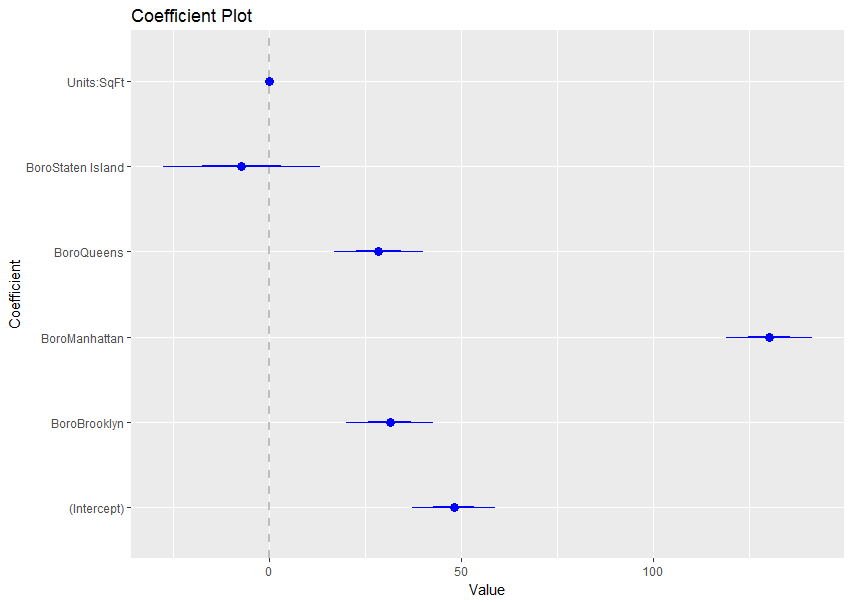 Coefficient Plot
Units:SqFt
BoroStaten Island
BoroQueens
BoroManhattan
BoroBrooklyn
(Intercept)
Coefficient
0
50
100
Value